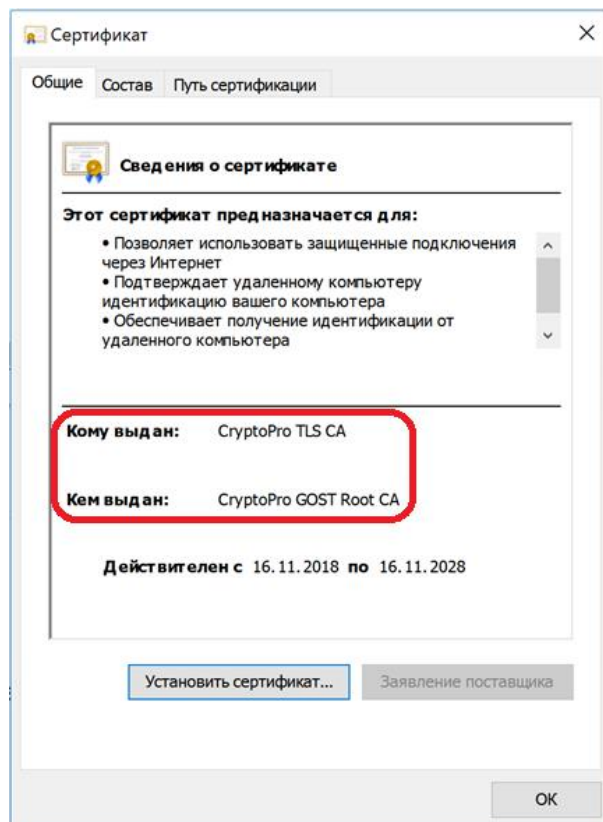 Сертификат
Общие Состав Путь сертификации
Сведения о сертификате
Этот сертификат предназначается для:
• Позволяет использовать защищенные подключения
через Интернет
• Подтверждает удаленному компьютеру
идентификацию вашего компьютера
• Обеспечивает получение идентификации от
удаленного компьютера
Кому выдан: CryptoPro TLS CA
Кем выдан: CryptoPro GOST Root CA
Действителен с 16.11.2018 по 16.11.2028
Установить сертификат... Заявление поставщика
ОК